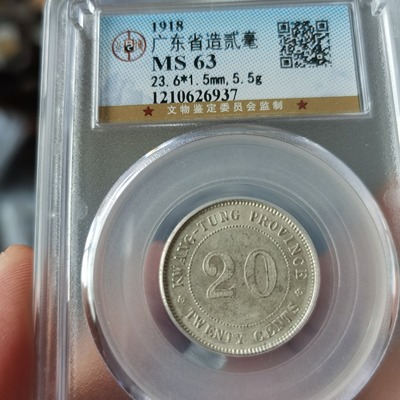 1918
广东省造贰毫
MS 63
23.6*1.5mm,5.5g
1210626937
★ 文物鉴定委员会监制 ★
KWANG-TUNG PROVINCE
20
TWENTY CENTS